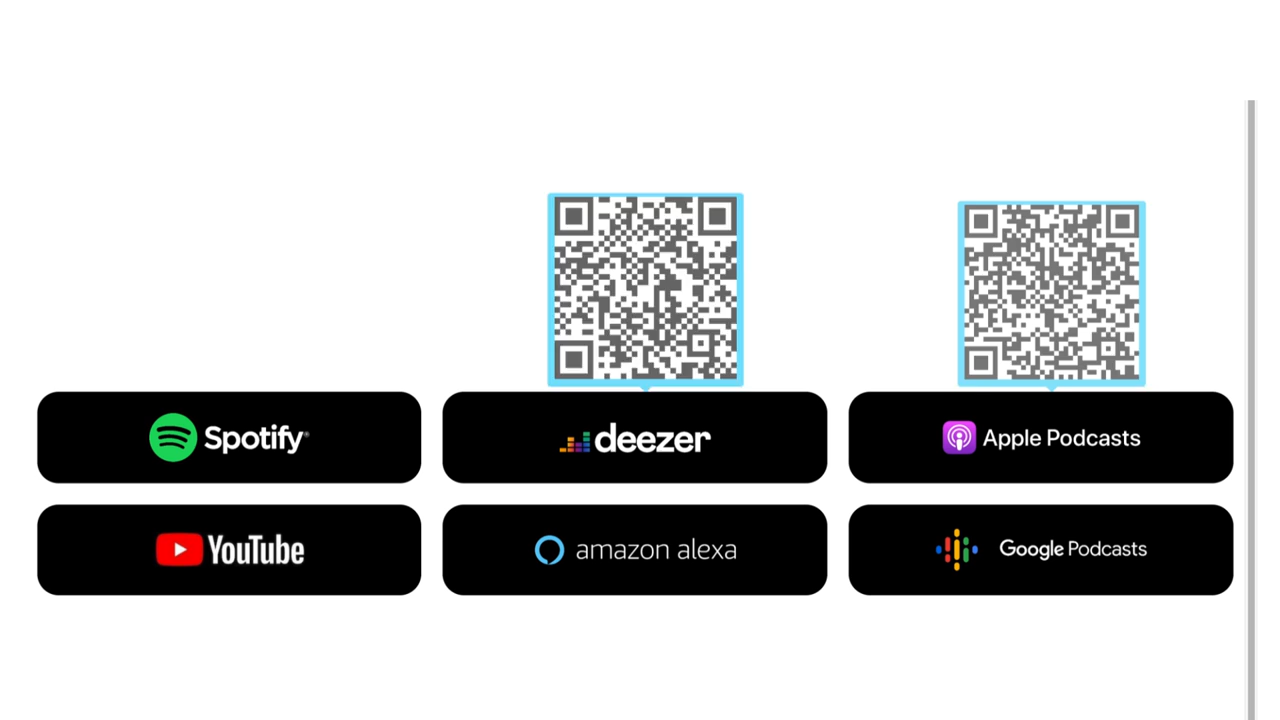 Spotify®
deezer
Apple Podcasts
YouTube
amazon alexa
Google Podcasts